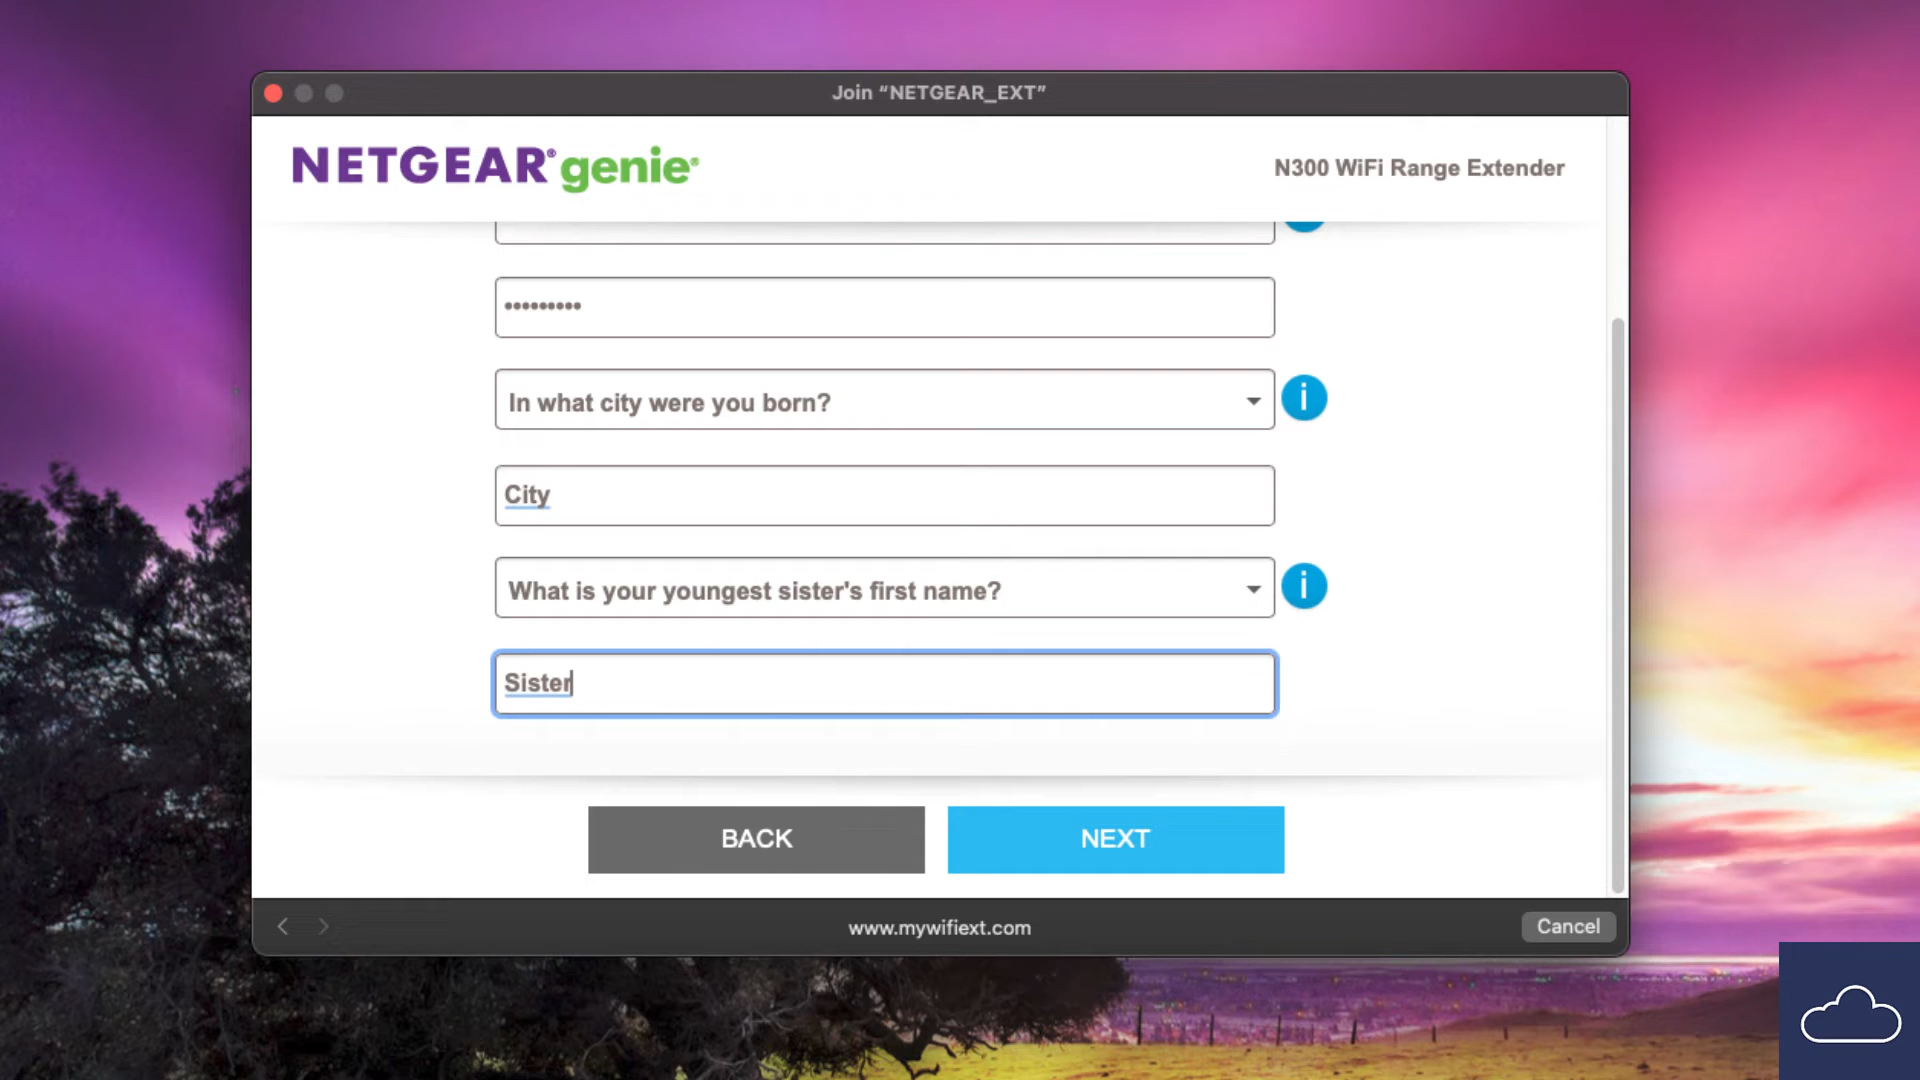 Join “NETGEAR_EXT”
NETGEAR® genie®
N300 WiFi Range Extender
•••••••••
In what city were you born?
i
City
What is your youngest sister's first name?
i
Sister
BACK
NEXT
www.mywifiext.com
Cancel